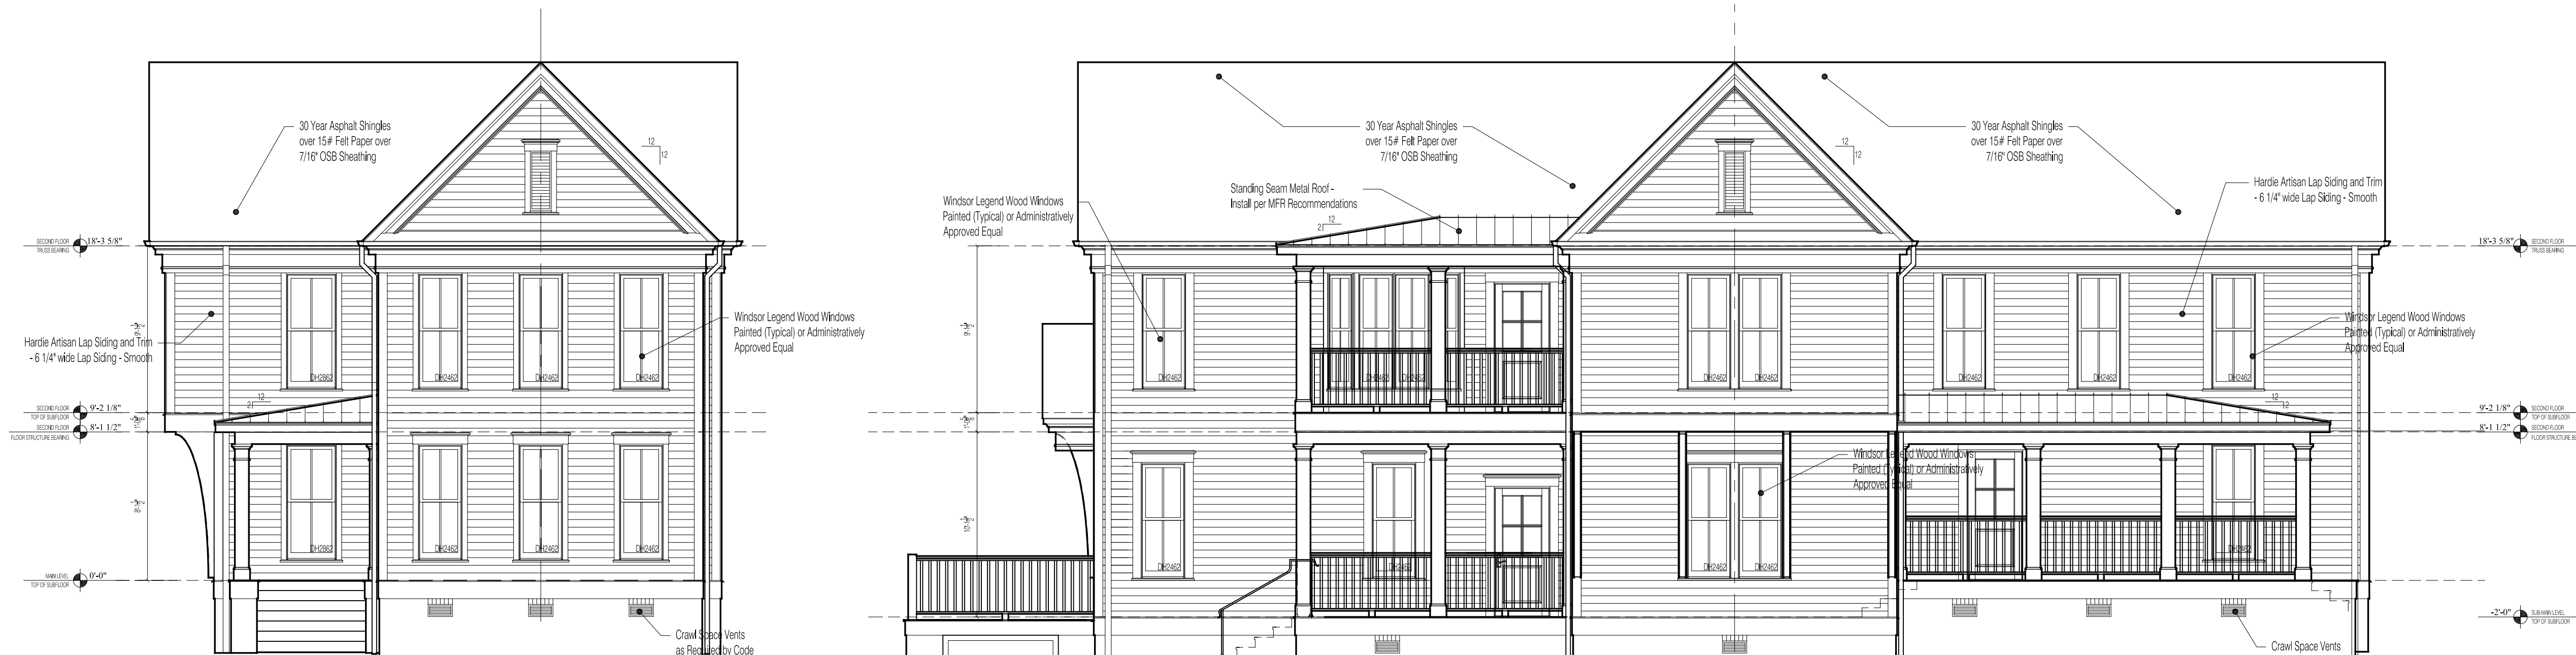 30 Year Asphalt Shingles
over 15# Felt Paper over
7/16" OSB Sheathing
12
12
SECOND FLOOR
TRUSS BEARING
18'-3 5/8"
Hardie Artisan Lap Siding and Trim
- 6 1/4" wide Lap Siding - Smooth
Windsor Legend Wood Windows
Painted (Typical) or Administratively
Approved Equal
DH2862
DH2462
DH2462
DH2462
12
2
SECOND FLOOR
TOP OF SUBFLOOR
9'-2 1/8"
SECOND FLOOR
FLOOR STRUCTURE BEARING
8'-1 1/2"
DH2862
DH2462
DH2462
DH2462
MAIN LEVEL
TOP OF SUBFLOOR
0'-0"
Crawl Space Vents
as Required by Code
30 Year Asphalt Shingles
over 15# Felt Paper over
7/16" OSB Sheathing
12
12
30 Year Asphalt Shingles
over 15# Felt Paper over
7/16" OSB Sheathing
Windsor Legend Wood Windows
Painted (Typical) or Administratively
Approved Equal
Standing Seam Metal Roof -
Install per MFR Recommendations
12
2
Hardie Artisan Lap Siding and Trim
- 6 1/4" wide Lap Siding - Smooth
18'-3 5/8"
SECOND FLOOR
TRUSS BEARING
Windsor Legend Wood Windows
Painted (Typical) or Administratively
Approved Equal
DH2462
DH2462
DH2462
DH2462
DH2462
DH2462
DH2462
DH2462
12
2
9'-2 1/8"
SECOND FLOOR
TOP OF SUBFLOOR
8'-1 1/2"
SECOND FLOOR
FLOOR STRUCTURE BE
Windsor Legend Wood Windows
Painted (Typical) or Administratively
Approved Equal
DH2462
DH2462
DH2462
DH2462
DH2462
-2'-0"
SUB-MAIN LEVEL
TOP OF SUBFLOOR
Crawl Space Vents